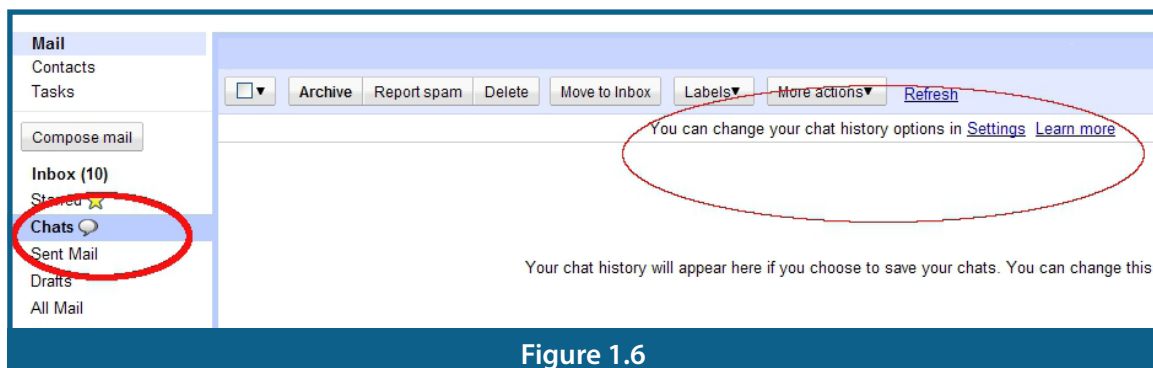 Mail
Contacts
Tasks
Compose mail
Inbox (10)
Starred
Chats
Sent Mail
Drafts
All Mail
Archive Report spam Delete Move to Inbox Labels More actions Refresh
You can change your chat history options in Settings Learn more
Your chat history will appear here if you choose to save your chats. You can change this
Figure 1.6